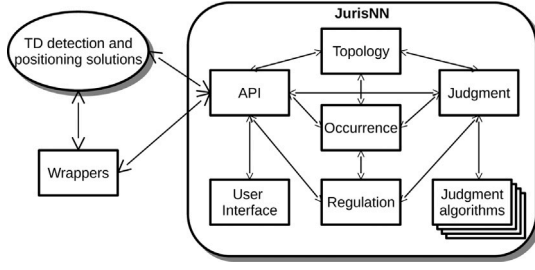 JurisNN
TD detection and
positioning solutions
Topology
API
Judgment
Occurrence
Wrappers
User
Interface
Regulation
Judgment
algorithms